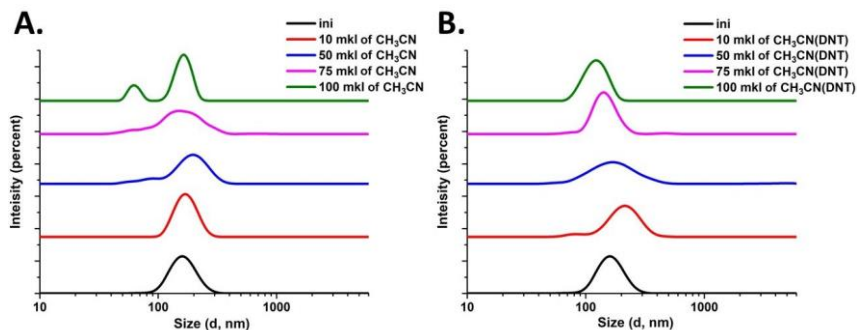 A.
ini
10 mkl of CH₃CN
50 mkl of CH₃CN
75 mkl of CH₃CN
100 mkl of CH₃CN
Inteisity (percent)
10
100
1000
Size (d, nm)
B.
ini
10 mkl of CH₃CN(DNT)
50 mkl of CH₃CN(DNT)
75 mkl of CH₃CN(DNT)
100 mkl of CH₃CN(DNT)
Inteisity (percent)
10
100
1000
Size (d, nm)